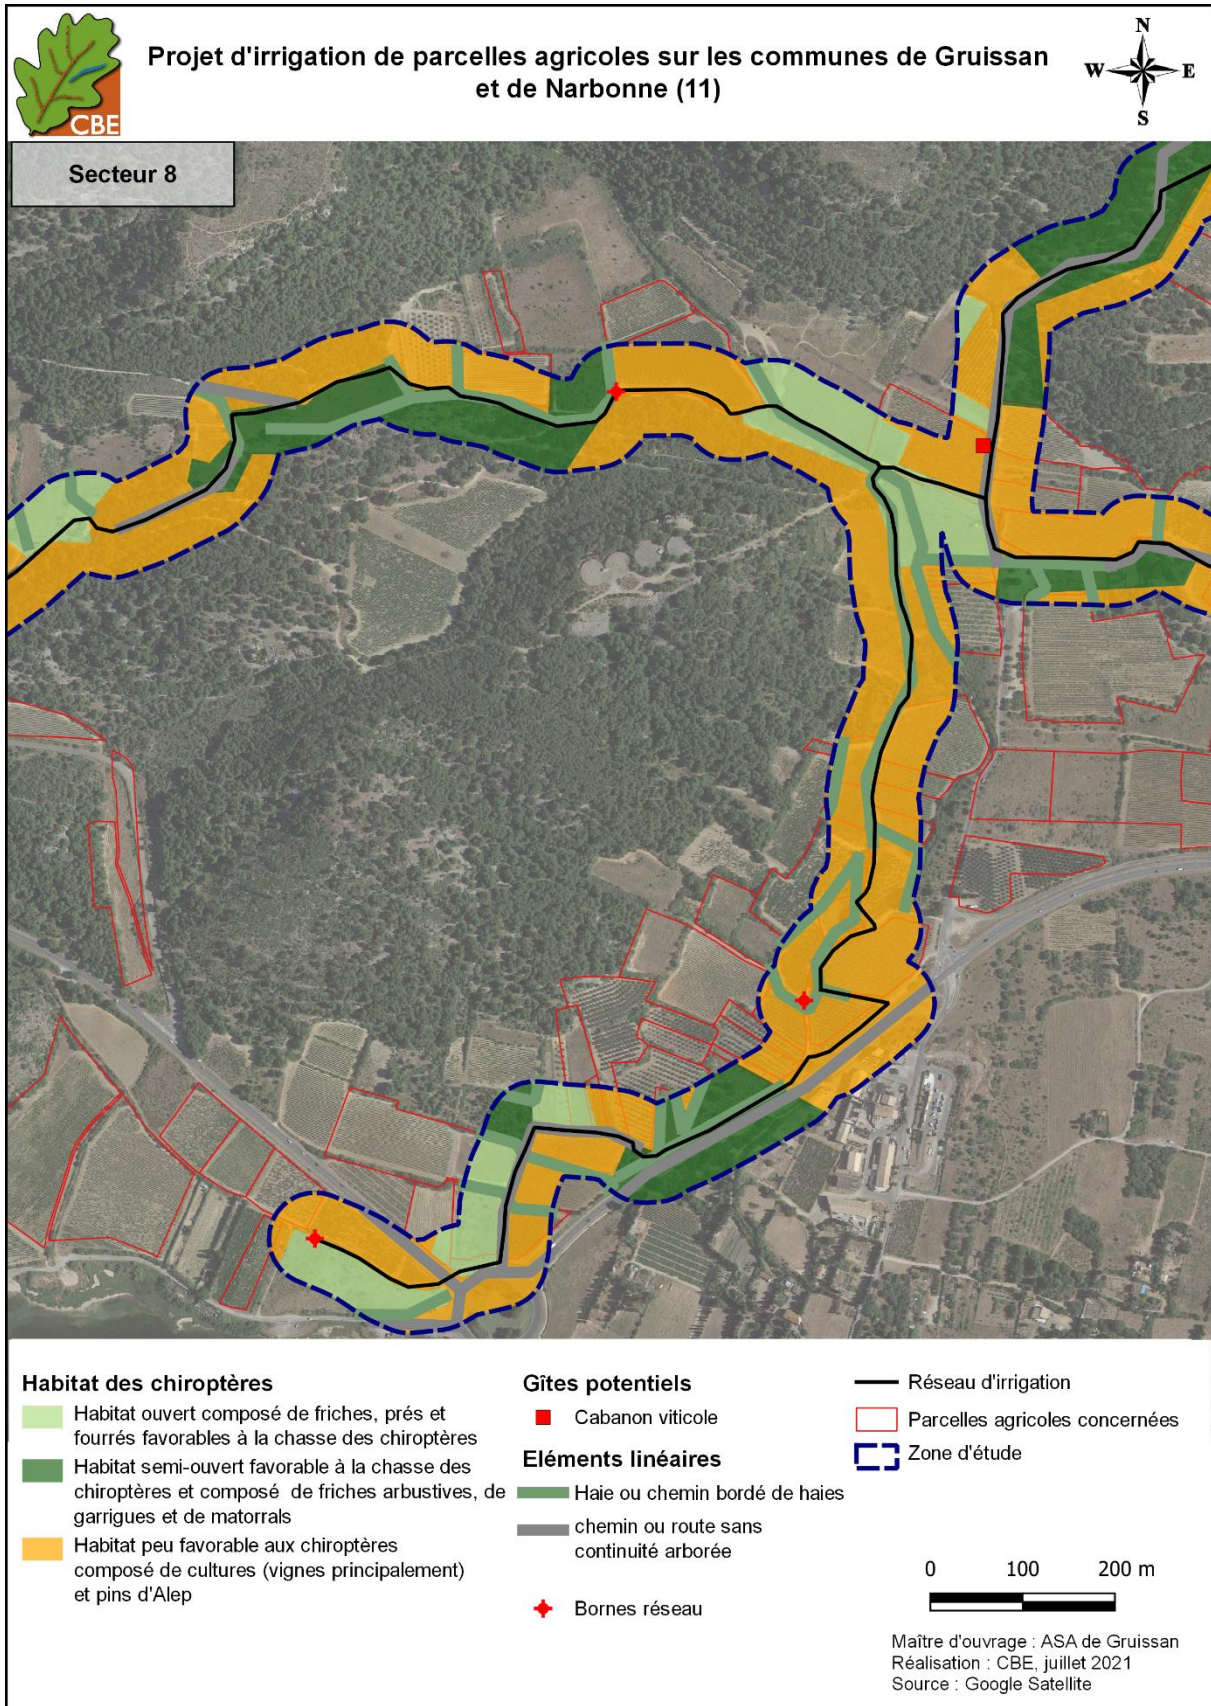 CBE
Projet d'irrigation de parcelles agricoles sur les communes de Gruissan
et de Narbonne (11)
N
W
E
S
Secteur 8
Habitat des chiroptères
Habitat ouvert composé de friches, prés et
fourrés favorables à la chasse des chiroptères
Habitat semi-ouvert favorable à la chasse des
chiroptères et composé de friches arbustives, de
garrigues et de matorrals
Habitat peu favorable aux chiroptères
composé de cultures (vignes principalement)
et pins d'Alep
Gîtes potentiels
Cabanon viticole
Eléments linéaires
Haie ou chemin bordé de haies
chemin ou route sans
continuité arborée
Bornes réseau
Réseau d'irrigation
Parcelles agricoles concernées
Zone d'étude
0 100 200 m
Maître d'ouvrage : ASA de Gruissan
Réalisation : CBE, juillet 2021
Source : Google Satellite